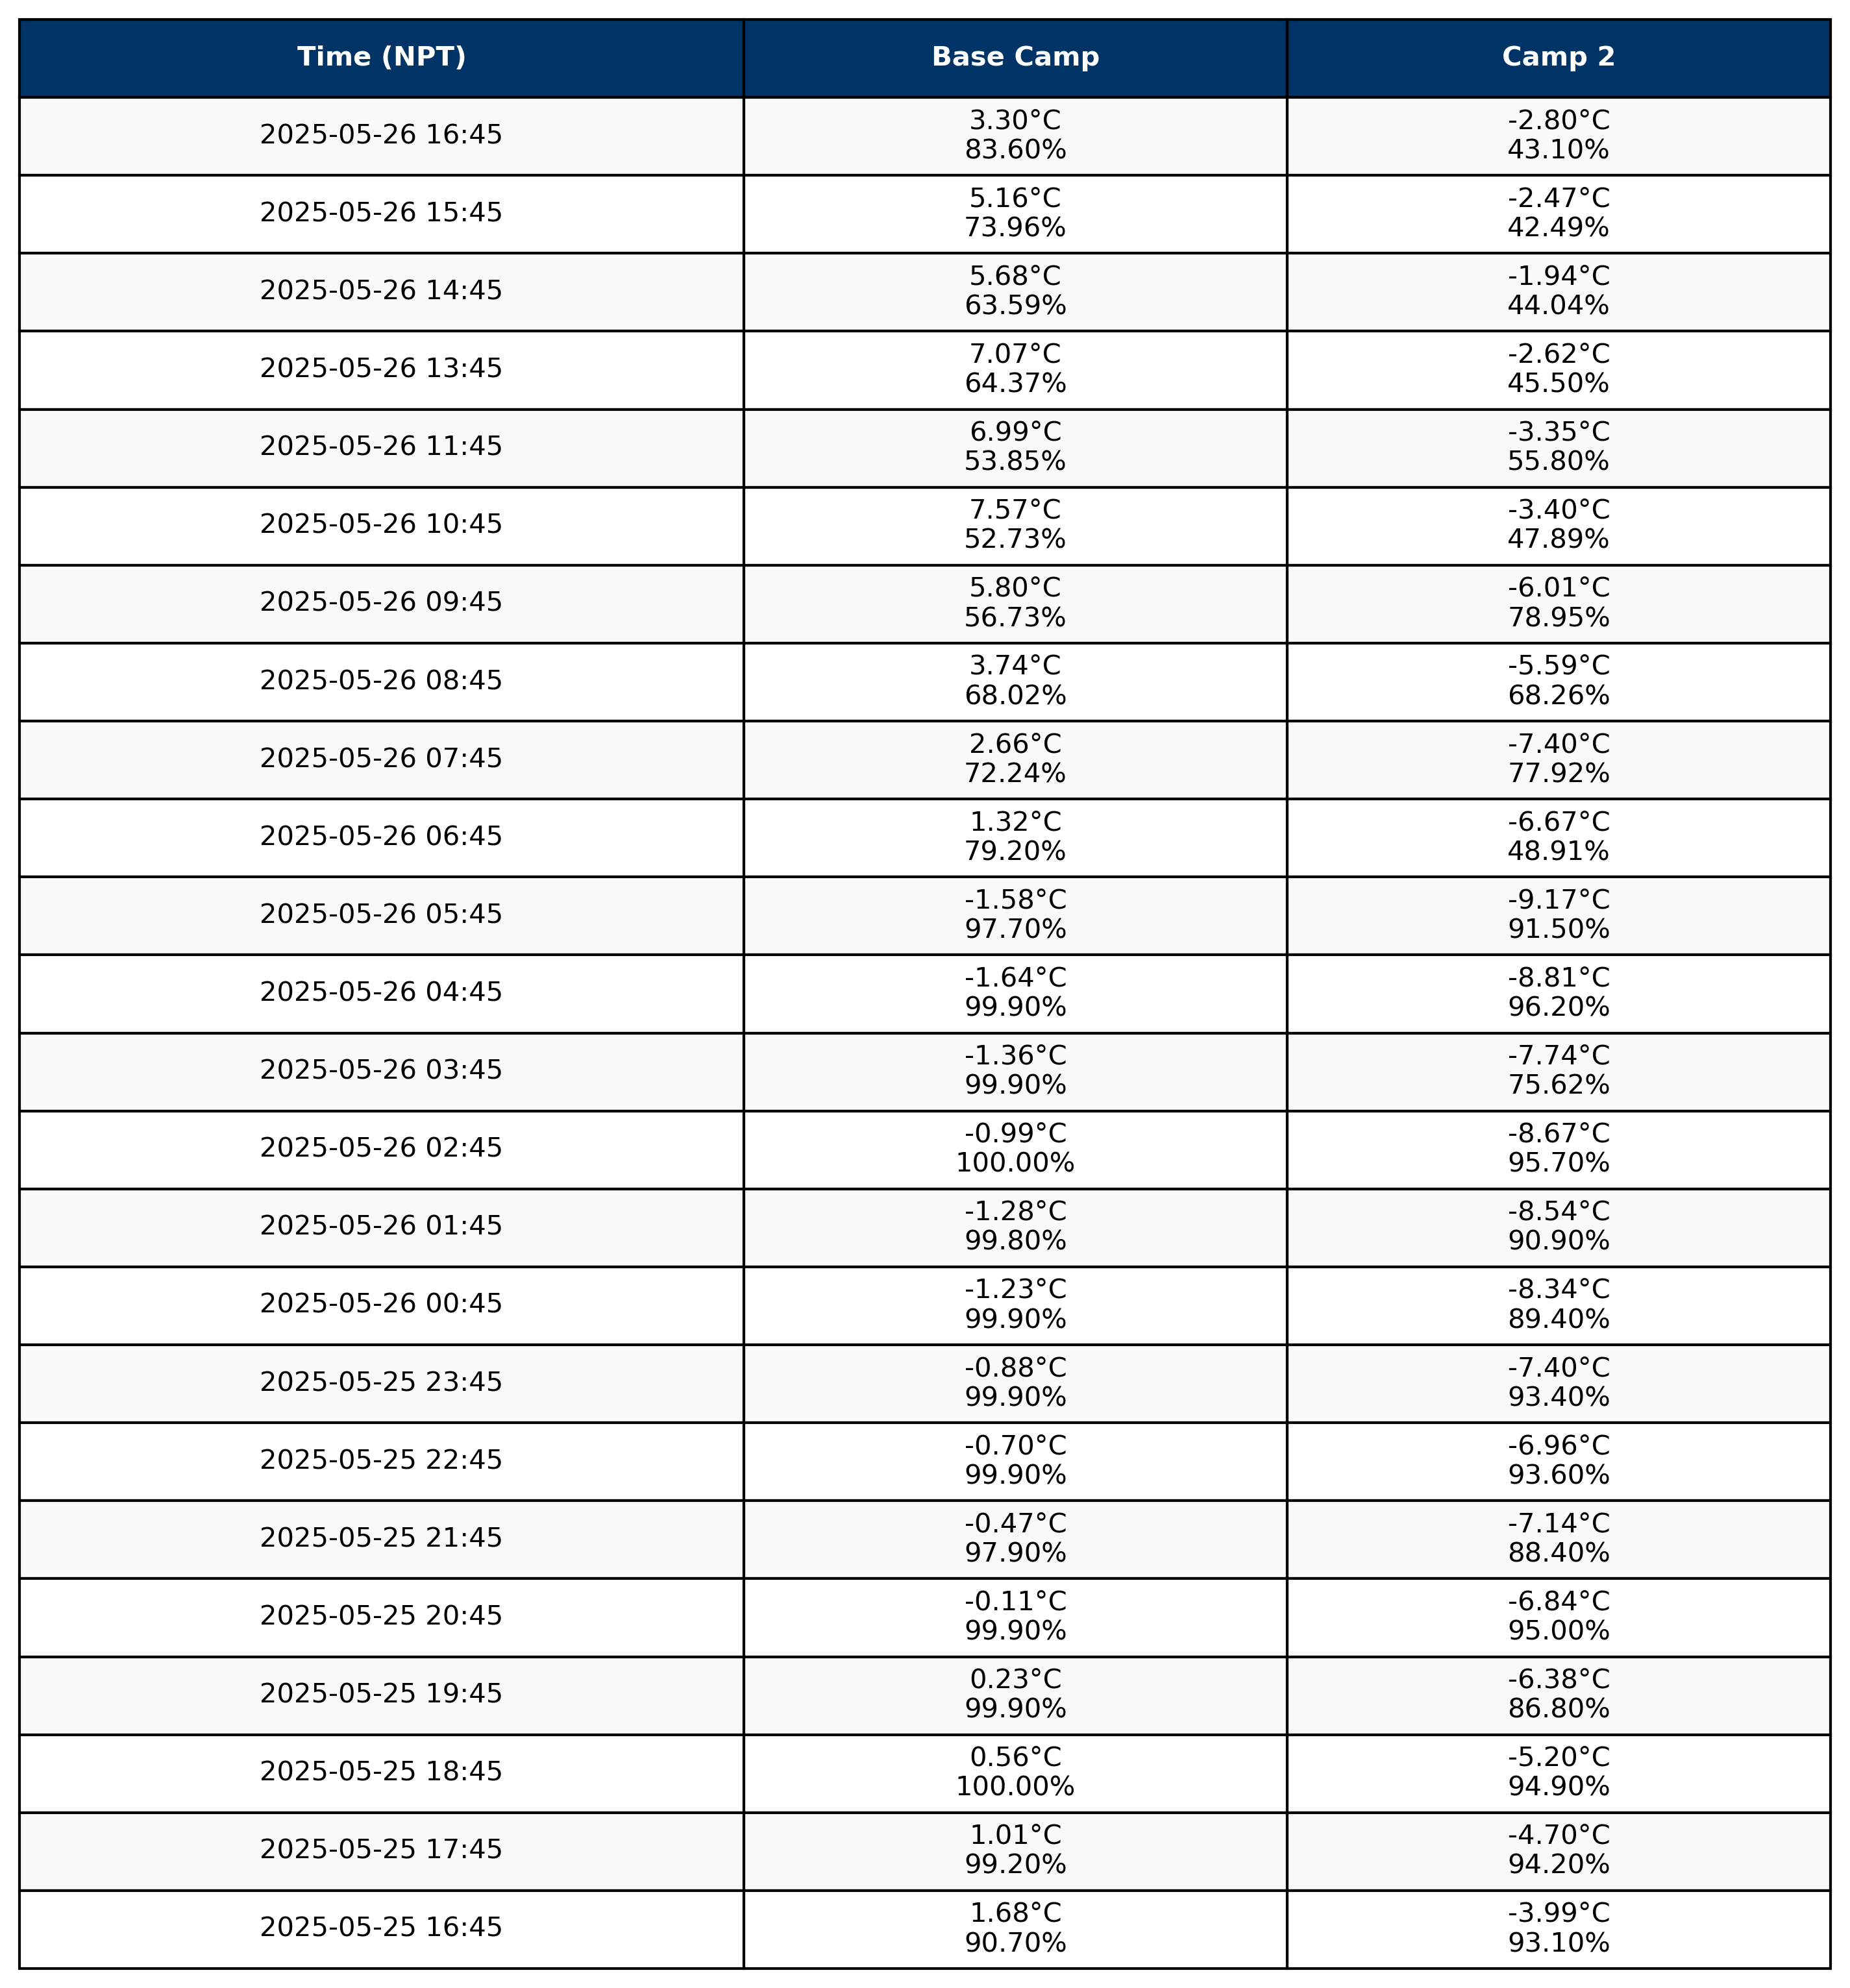 Time (NPT) Base Camp Camp 2
2025-05-26 16:45 3.30°C -2.80°C
83.60% 43.10%
2025-05-26 15:45 5.16°C -2.47°C
73.96% 42.49%
2025-05-26 14:45 5.68°C -1.94°C
63.59% 44.04%
2025-05-26 13:45 7.07°C -2.62°C
64.37% 45.50%
2025-05-26 11:45 6.99°C -3.35°C
53.85% 55.80%
2025-05-26 10:45 7.57°C -3.40°C
52.73% 47.89%
2025-05-26 09:45 5.80°C -6.01°C
56.73% 78.95%
2025-05-26 08:45 3.74°C -5.59°C
68.02% 68.26%
2025-05-26 07:45 2.66°C -7.40°C
72.24% 77.92%
2025-05-26 06:45 1.32°C -6.67°C
79.20% 48.91%
2025-05-26 05:45 -1.58°C -9.17°C
97.70% 91.50%
2025-05-26 04:45 -1.64°C -8.81°C
99.90% 96.20%
2025-05-26 03:45 -1.36°C -7.74°C
99.90% 75.62%
2025-05-26 02:45 -0.99°C -8.67°C
100.00% 95.70%
2025-05-26 01:45 -1.28°C -8.54°C
99.80% 90.90%
2025-05-26 00:45 -1.23°C -8.34°C
99.90% 89.40%
2025-05-25 23:45 -0.88°C -7.40°C
99.90% 93.40%
2025-05-25 22:45 -0.70°C -6.96°C
99.90% 93.60%
2025-05-25 21:45 -0.47°C -7.14°C
97.90% 88.40%
2025-05-25 20:45 -0.11°C -6.84°C
99.90% 95.00%
2025-05-25 19:45 0.23°C -6.38°C
99.90% 86.80%
2025-05-25 18:45 0.56°C -5.20°C
100.00% 94.90%
2025-05-25 17:45 1.01°C -4.70°C
99.20% 94.20%
2025-05-25 16:45 1.68°C -3.99°C
90.70% 93.10%